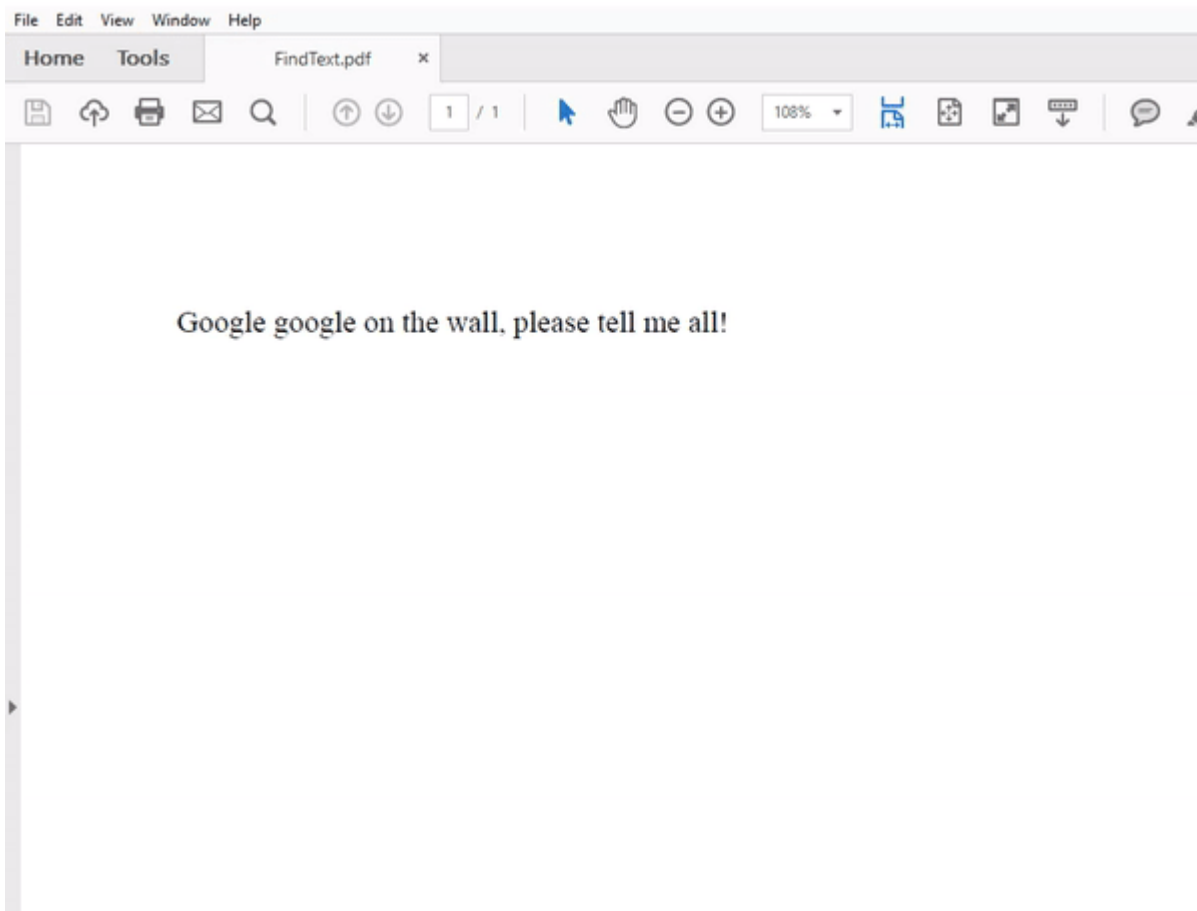 File Edit View Window Help
Home Tools FindText.pdf ×
1 / 1 108%
Google google on the wall, please tell me all!